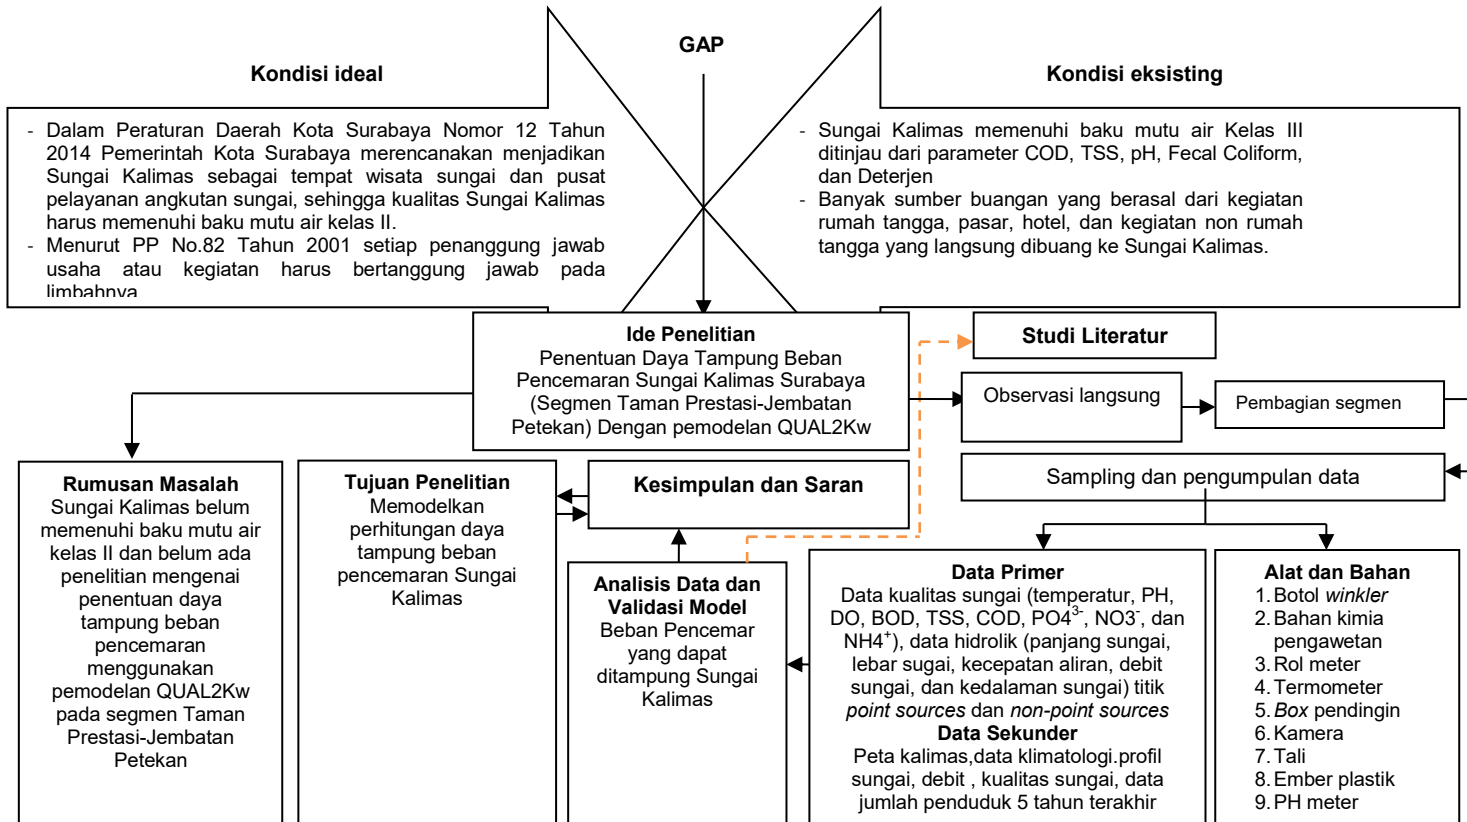 GAP
Kondisi ideal
Kondisi eksisting
- Dalam Peraturan Daerah Kota Surabaya Nomor 12 Tahun
2014 Pemerintah Kota Surabaya merencanakan menjadikan
Sungai Kalimas sebagai tempat wisata sungai dan pusat
pelayanan angkutan sungai, sehingga kualitas Sungai Kalimas
harus memenuhi baku mutu air kelas II.
- Menurut PP No.82 Tahun 2001 setiap penanggung jawab
usaha atau kegiatan harus bertanggung jawab pada
limbahnya
- Sungai Kalimas memenuhi baku mutu air Kelas III
ditinjau dari parameter COD, TSS, pH, Fecal Coliform,
dan Deterjen
- Banyak sumber buangan yang berasal dari kegiatan
rumah tangga, pasar, hotel, dan kegiatan non rumah
tangga yang langsung dibuang ke Sungai Kalimas.
Ide Penelitian
Penentuan Daya Tampung Beban
Pencemaran Sungai Kalimas Surabaya
(Segmen Taman Prestasi-Jembatan
Petekan) Dengan pemodelan QUAL2Kw
Studi Literatur
Observasi langsung
Pembagian segmen
Sampling dan pengumpulan data
Rumusan Masalah
Sungai Kalimas belum
memenuhi baku mutu air
kelas II dan belum ada
penelitian mengenai
penentuan daya
tampung beban
pencemaran
menggunakan
pemodelan QUAL2Kw
pada segmen Taman
Prestasi-Jembatan
Petekan
Tujuan Penelitian
Memodelkan
perhitungan daya
tampung beban
pencemaran Sungai
Kalimas
Kesimpulan dan Saran
Analisis Data dan
Validasi Model
Beban Pencemar
yang dapat
ditampung Sungai
Kalimas
Data Primer
Data kualitas sungai (temperatur, PH,
DO, BOD, TSS, COD, PO4³⁻, NO3⁻, dan
NH4⁺), data hidrolik (panjang sungai,
lebar sugai, kecepatan aliran, debit
sungai, dan kedalaman sungai) titik
point sources dan non-point sources
Data Sekunder
Peta kalimas,data klimatologi.profil
sungai, debit , kualitas sungai, data
jumlah penduduk 5 tahun terakhir
Alat dan Bahan
1. Botol winkler
2. Bahan kimia
pengawetan
3. Rol meter
4. Termometer
5. Box pendingin
6. Kamera
7. Tali
8. Ember plastik
9. PH meter